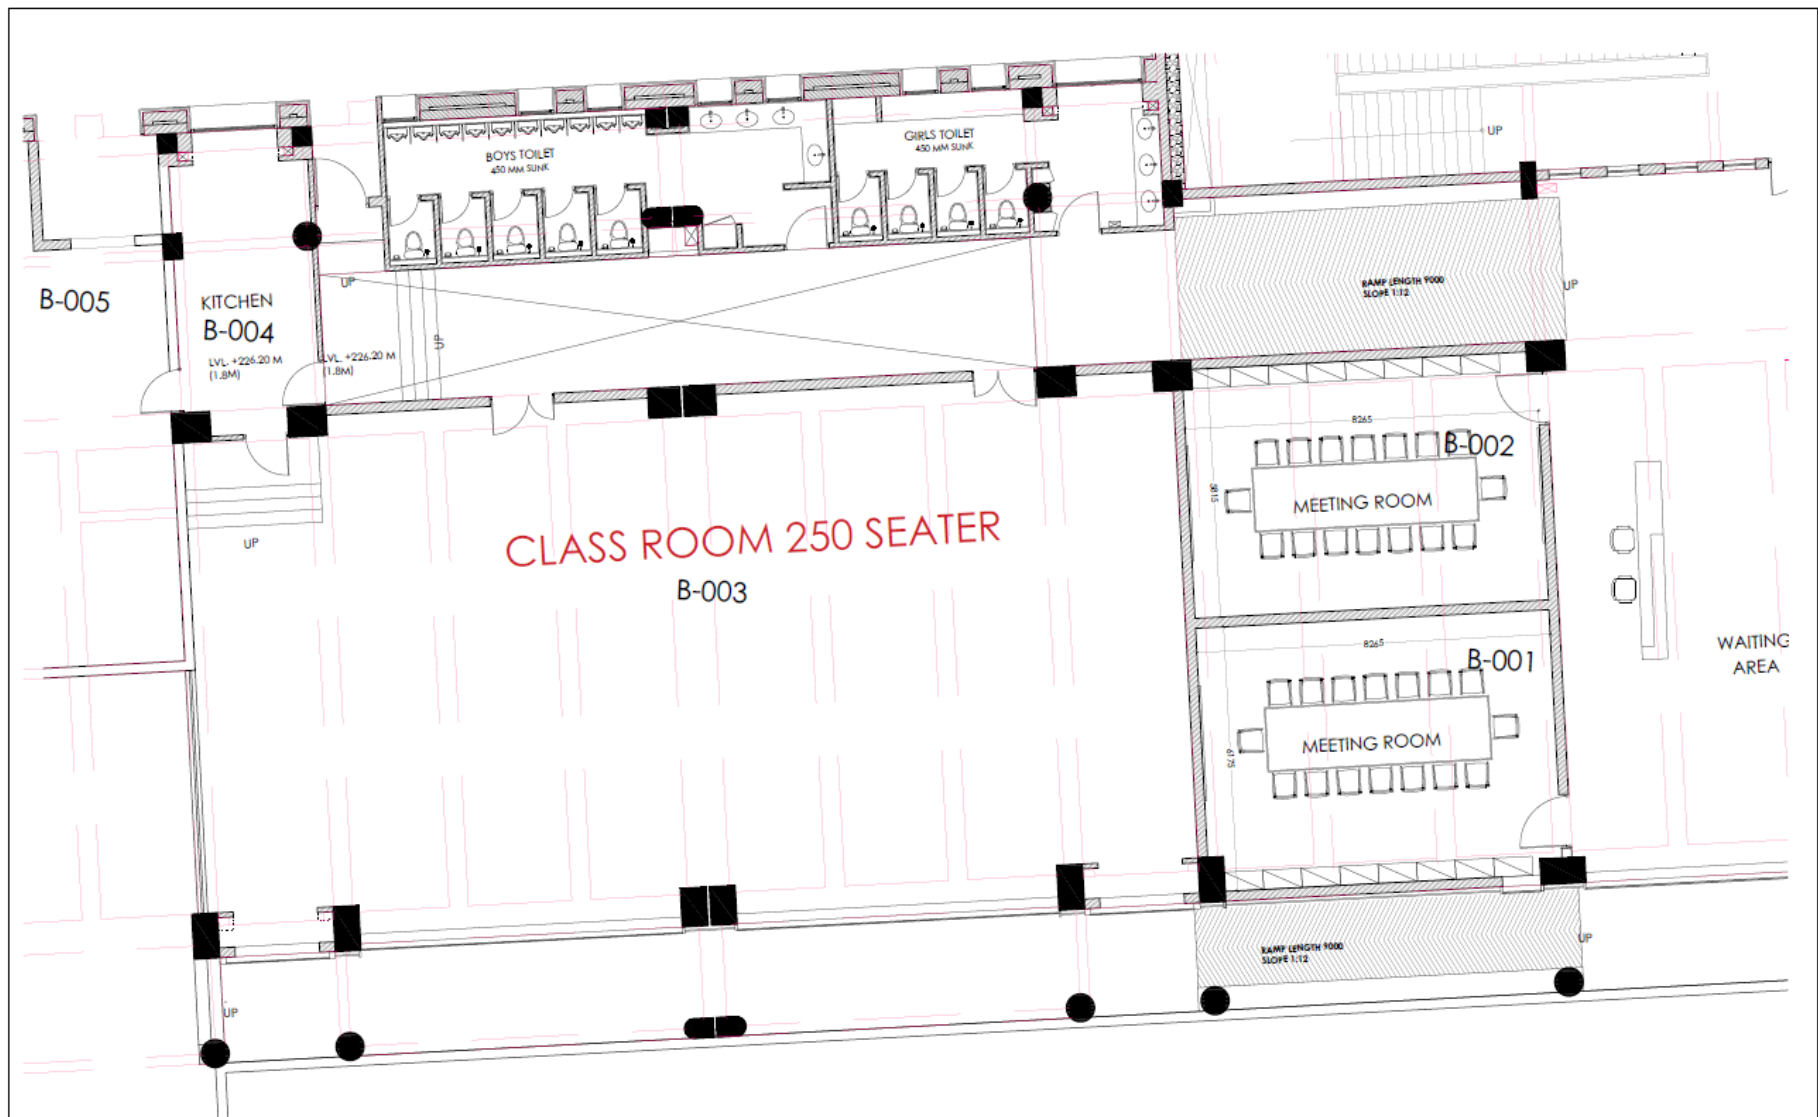 UP
BOYS TOILET
450 MM SUNK
GIRLS TOILET
450 MM SUNK
B-005
KITCHEN
B-004
LVL. +226.20 M
(1.8M)
UP
LVL. +226.20 M
(1.8M)
UP
RAMP LENGTH 9000
SLOPE 1:12
UP
8265
B-002
5815
MEETING ROOM
UP
CLASS ROOM 250 SEATER
B-003
8265
B-001
6175
MEETING ROOM
WAITING
AREA
RAMP LENGTH 9000
SLOPE 1:12
UP
UP